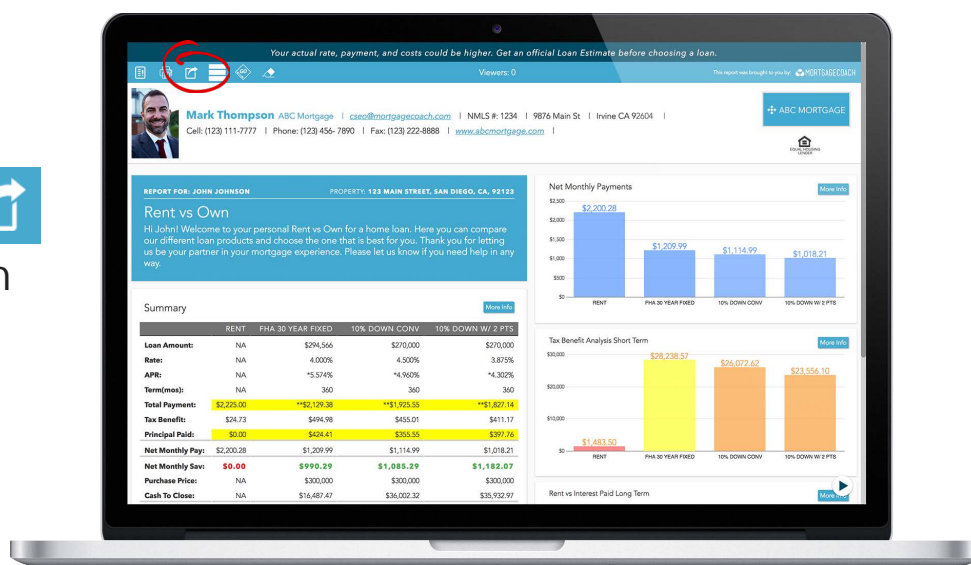 Your actual rate, payment, and costs could be higher. Get an official Loan Estimate before choosing a loan.
GO
Viewers: 0
This report was brought to you by: MORTGAGECOACH
Mark Thompson ABC Mortgage | cseo@mortgagecoach.com | NMLS #: 1234 | 9876 Main St | Irvine CA 92604 |
Cell: (123) 111-7777 | Phone: (123) 456- 7890 | Fax: (123) 222-8888 | www.abcmortgage.com |
ABC MORTGAGE
EQUAL HOUSING
LENDER
n
REPORT FOR: JOHN JOHNSON
PROPERTY: 123 MAIN STREET, SAN DIEGO, CA, 92123
Rent vs Own
Hi John! Welcome to your personal Rent vs Own for a home loan. Here you can compare
our different loan products and choose the one that is best for you. Thank you for letting
us be your partner in your mortgage experience. Please let us know if you need help in any
way.
Summary
More Info
RENT FHA 30 YEAR FIXED 10% DOWN CONV 10% DOWN W/ 2 PTS
Loan Amount: NA $294,566 $270,000 $270,000
Rate: NA 4.000% 4.500% 3.875%
APR: NA *5.574% *4.960% *4.302%
Term(mos): NA 360 360 360
Total Payment: $2,225.00 **$2,129.38 **$1,925.55 **$1,827.14
Tax Benefit: $24.73 $494.98 $455.01 $411.17
Principal Paid: $0.00 $424.41 $355.55 $397.76
Net Monthly Pay: $2,200.28 $1,209.99 $1,114.99 $1,018.21
Net Monthly Sav: $0.00 $990.29 $1,085.29 $1,182.07
Purchase Price: NA $300,000 $300,000 $300,000
Cash To Close: NA $16,487.47 $36,002.32 $35,932.97
Net Monthly Payments
More Info
$2,500
$2,000
$1,500
$1,000
$500
$0
$2,200.28
$1,209.99
$1,114.99
$1,018.21
RENT FHA 30 YEAR FIXED 10% DOWN CONV 10% DOWN W/ 2 PTS
Tax Benefit Analysis Short Term
More Info
$30,000
$20,000
$10,000
$0
$1,483.50
$28,238.57
$26,072.62
$23,556.10
RENT FHA 30 YEAR FIXED 10% DOWN CONV 10% DOWN W/ 2 PTS
Rent vs Interest Paid Long Term
More